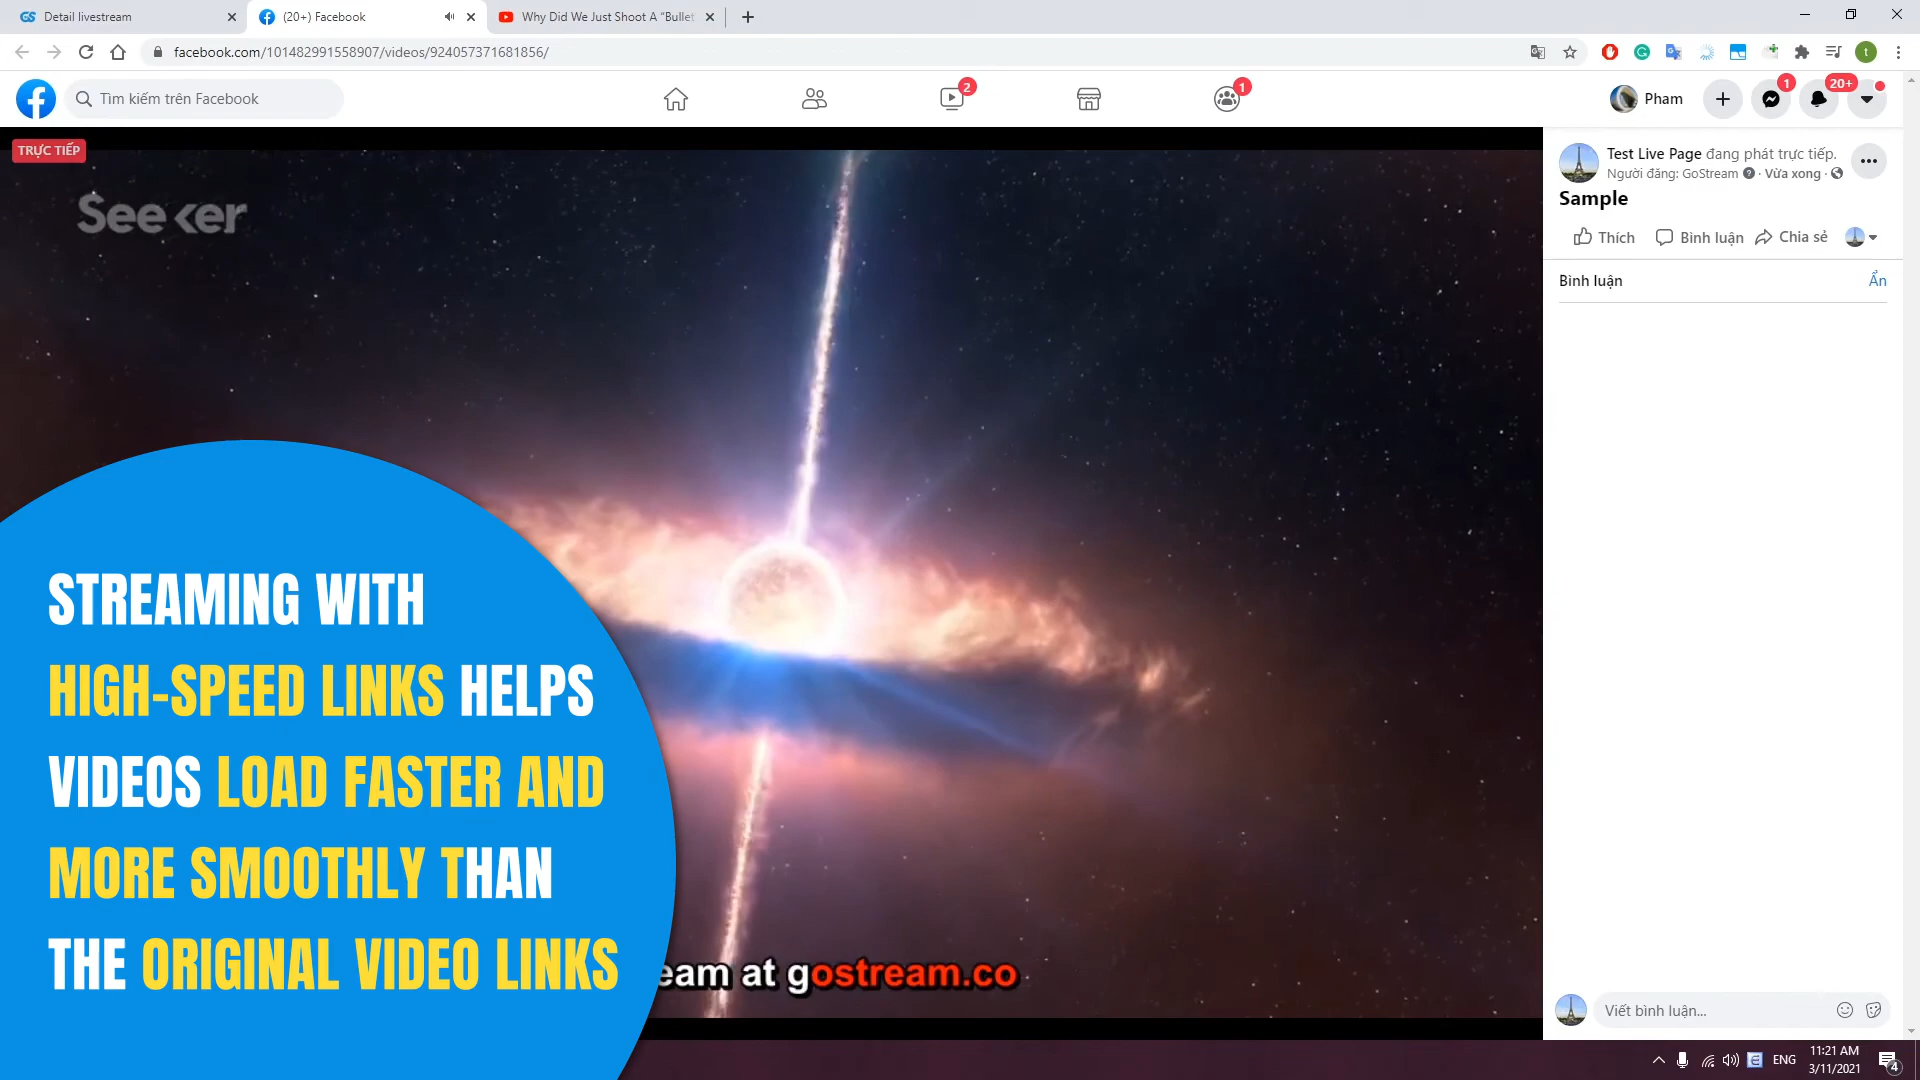 Detail livestream
(20+) Facebook
Why Did We Just Shoot A "Bullet
facebook.com/101482991558907/videos/924057371681856/
t
Tìm kiếm trên Facebook
2
1
Pham
1
20+
TRỰC TIẾP
Seeker
Test Live Page đang phát trực tiếp.
Người đăng: GoStream · Vừa xong ·
Sample
Thích
Bình luận
Chia sẻ
Bình luận
Ẩn
STREAMING WITH
HIGH-SPEED LINKS HELPS
VIDEOS LOAD FASTER AND
MORE SMOOTHLY THAN
THE ORIGINAL VIDEO LINKS
eam at gostream.co
Viết bình luận...
ENG
11:21 AM
3/11/2021
4